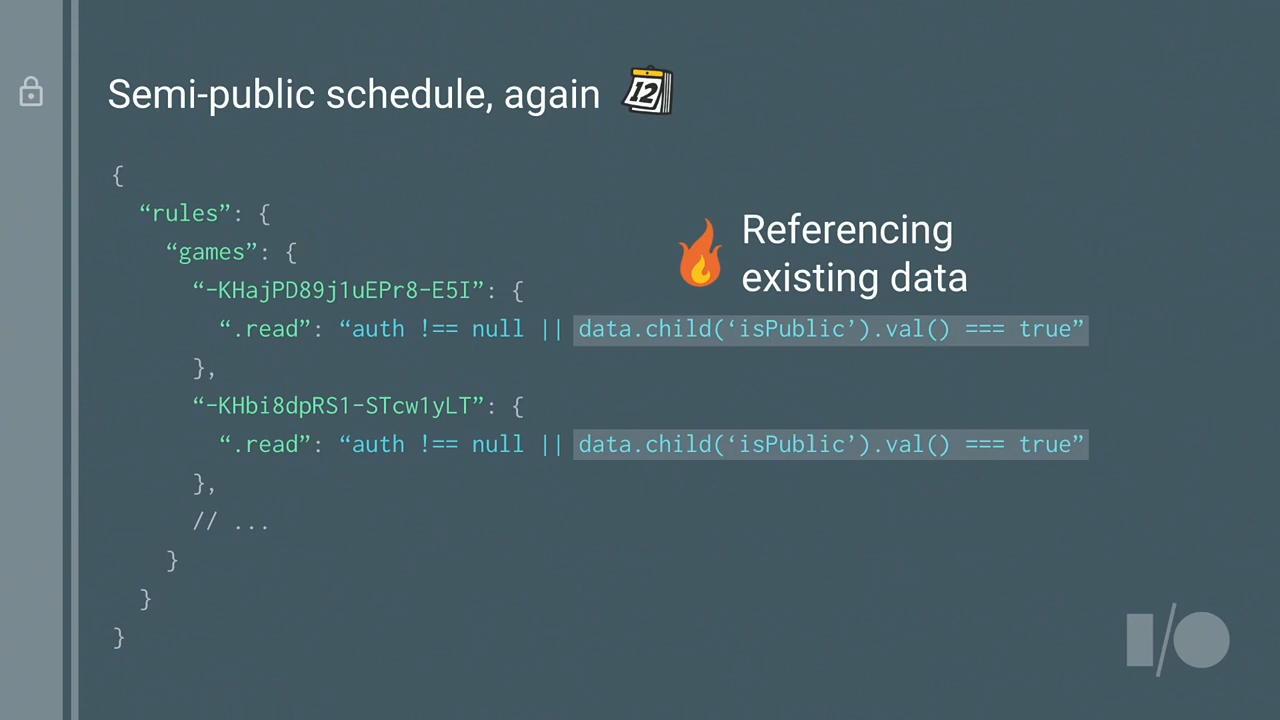 Semi-public schedule, again
12
{
“rules”: {
“games”: {
Referencing
existing data
“-KHajPD89j1uEPr8-E5I”: {
“.read”: “auth !== null || data.child(‘isPublic’).val() === true”
},
“-KHbi8dpRS1-STcw1yLT”: {
“.read”: “auth !== null || data.child(‘isPublic’).val() === true”
},
// ...
}
}
}
I/O